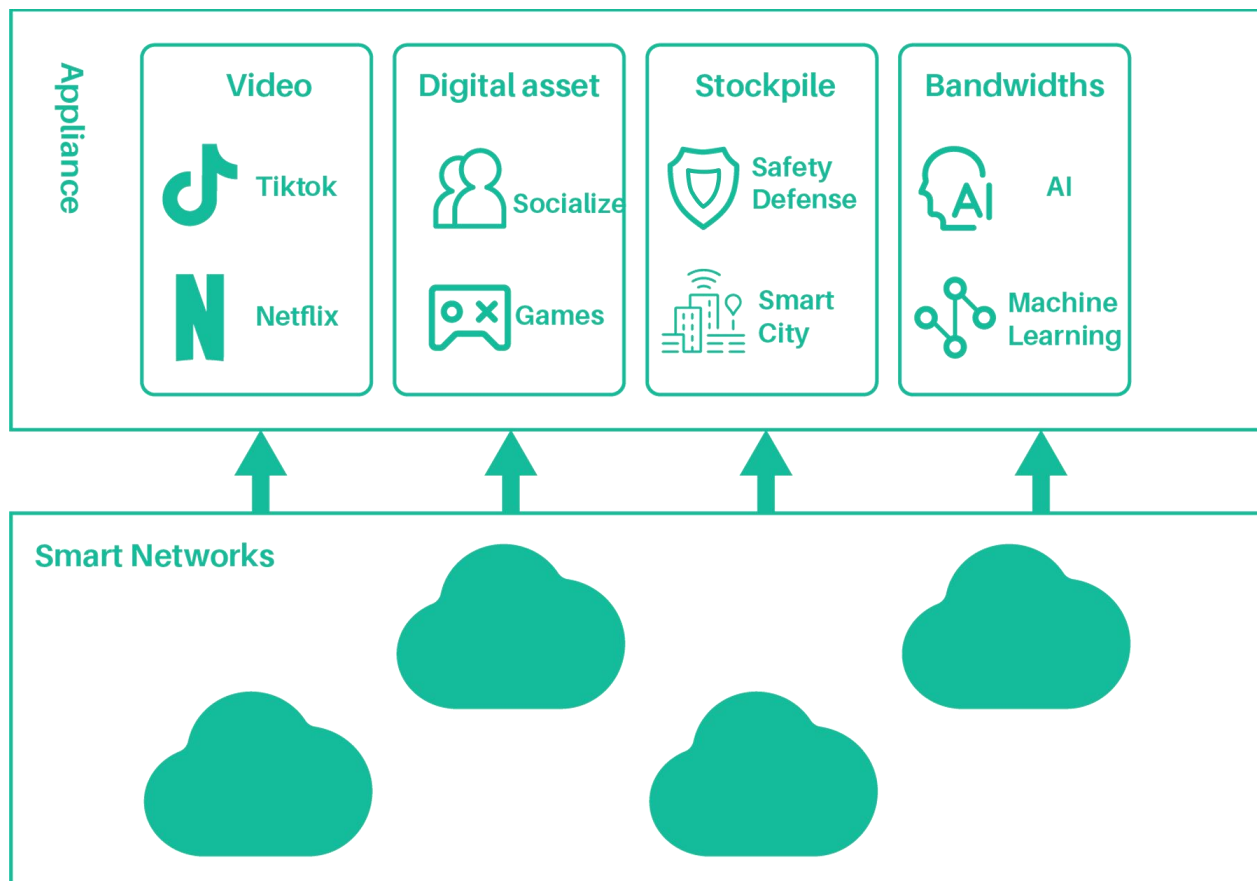 Appliance
Video
Tiktok
Netflix
Digital asset
Socialize
Games
Stockpile
Safety
Defense
Smart
City
Bandwidths
AI
AI
Machine
Learning
Smart Networks